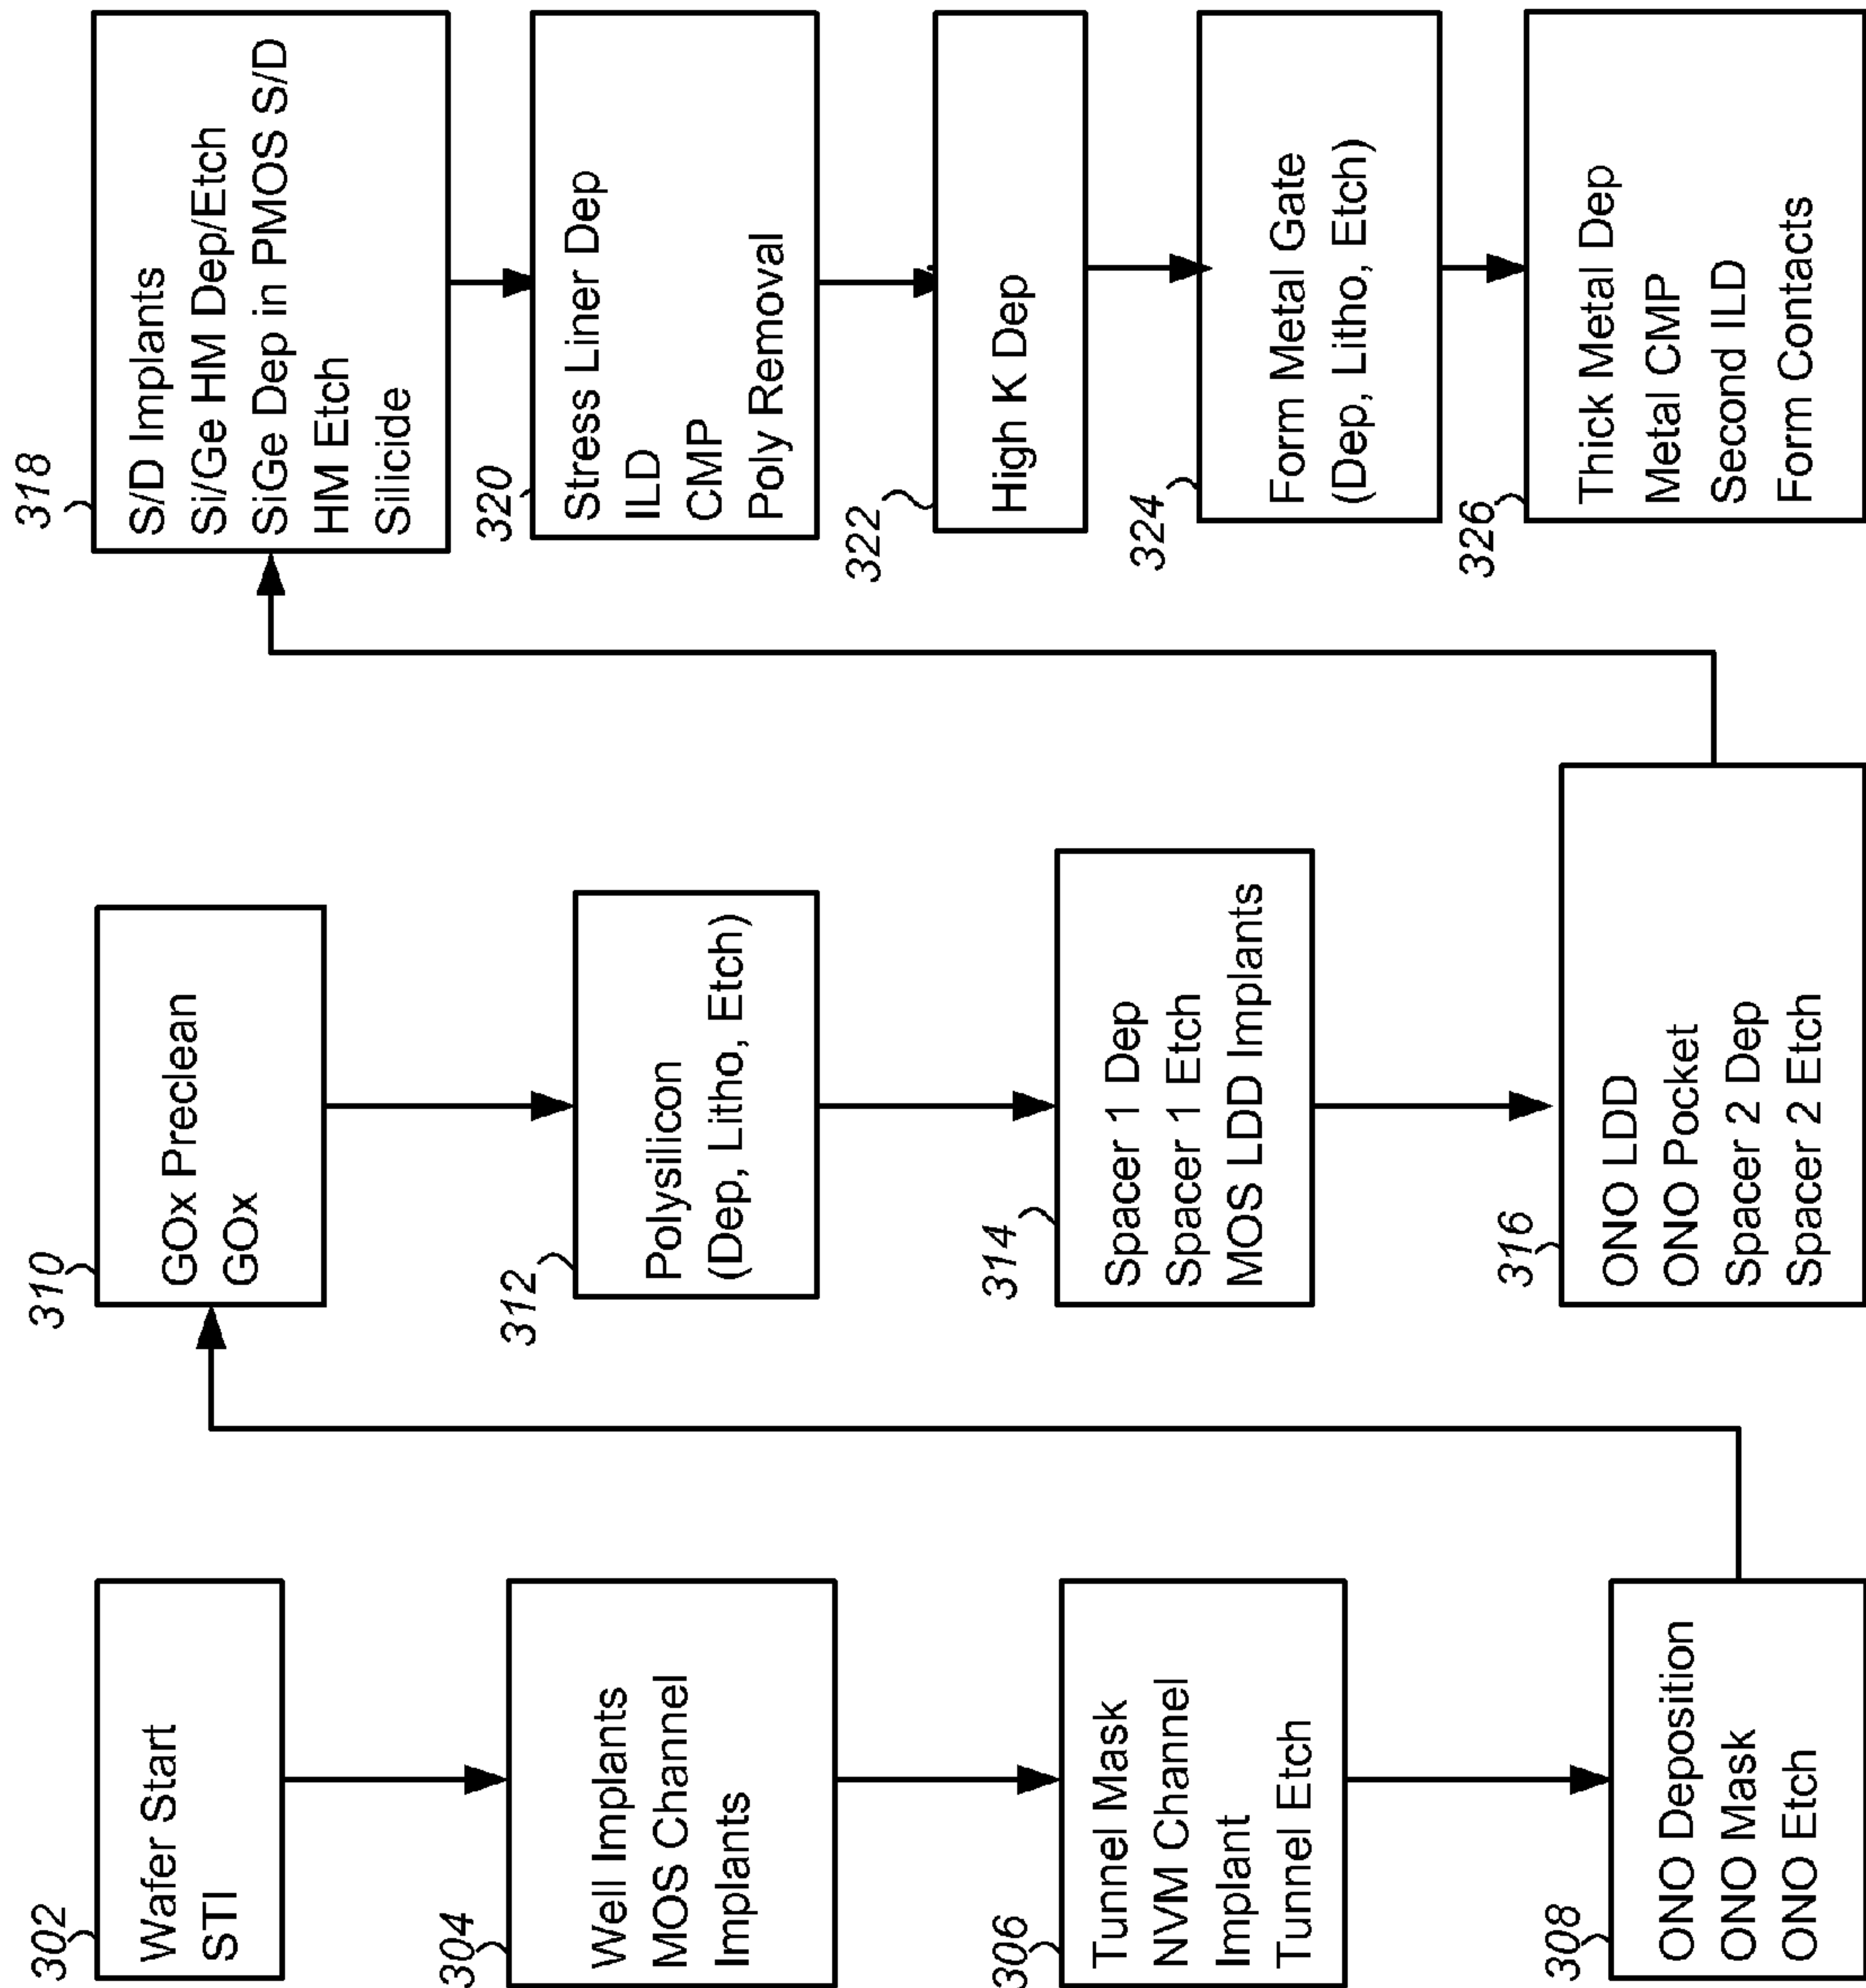 302
Wafer Start
STI
304
Well Implants
MOS Channel
Implants
306
Tunnel Mask
NVM Channel
Implant
Tunnel Etch
308
ONO Deposition
ONO Mask
ONO Etch
310
GOx Preclean
GOx
312
Polysilicon
(Dep, Litho, Etch)
314
Spacer 1 Dep
Spacer 1 Etch
MOS LDD Implants
316
ONO LDD
ONO Pocket
Spacer 2 Dep
Spacer 2 Etch
318
S/D Implants
Si/Ge HM Dep/Etch
SiGe Dep in PMOS S/D
HM Etch
Silicide
320
Stress Liner Dep
ILD
CMP
Poly Removal
322
High K Dep
324
Form Metal Gate
(Dep, Litho, Etch)
326
Thick Metal Dep
Metal CMP
Second ILD
Form Contacts